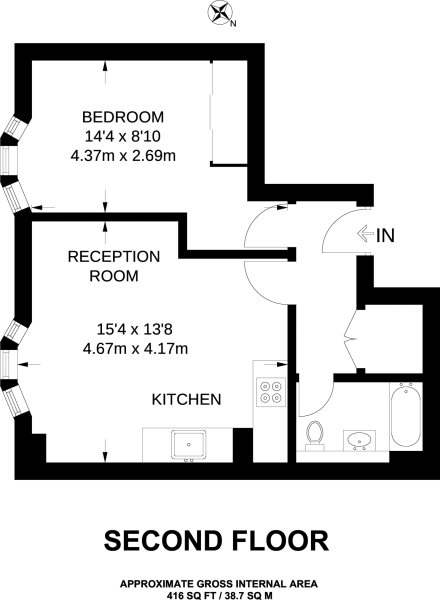 N
BEDROOM
14'4 x 8'10
4.37m x 2.69m
IN
RECEPTION
ROOM
15'4 x 13'8
4.67m x 4.17m
KITCHEN
SECOND FLOOR
APPROXIMATE GROSS INTERNAL AREA
416 SQ FT / 38.7 SQ M